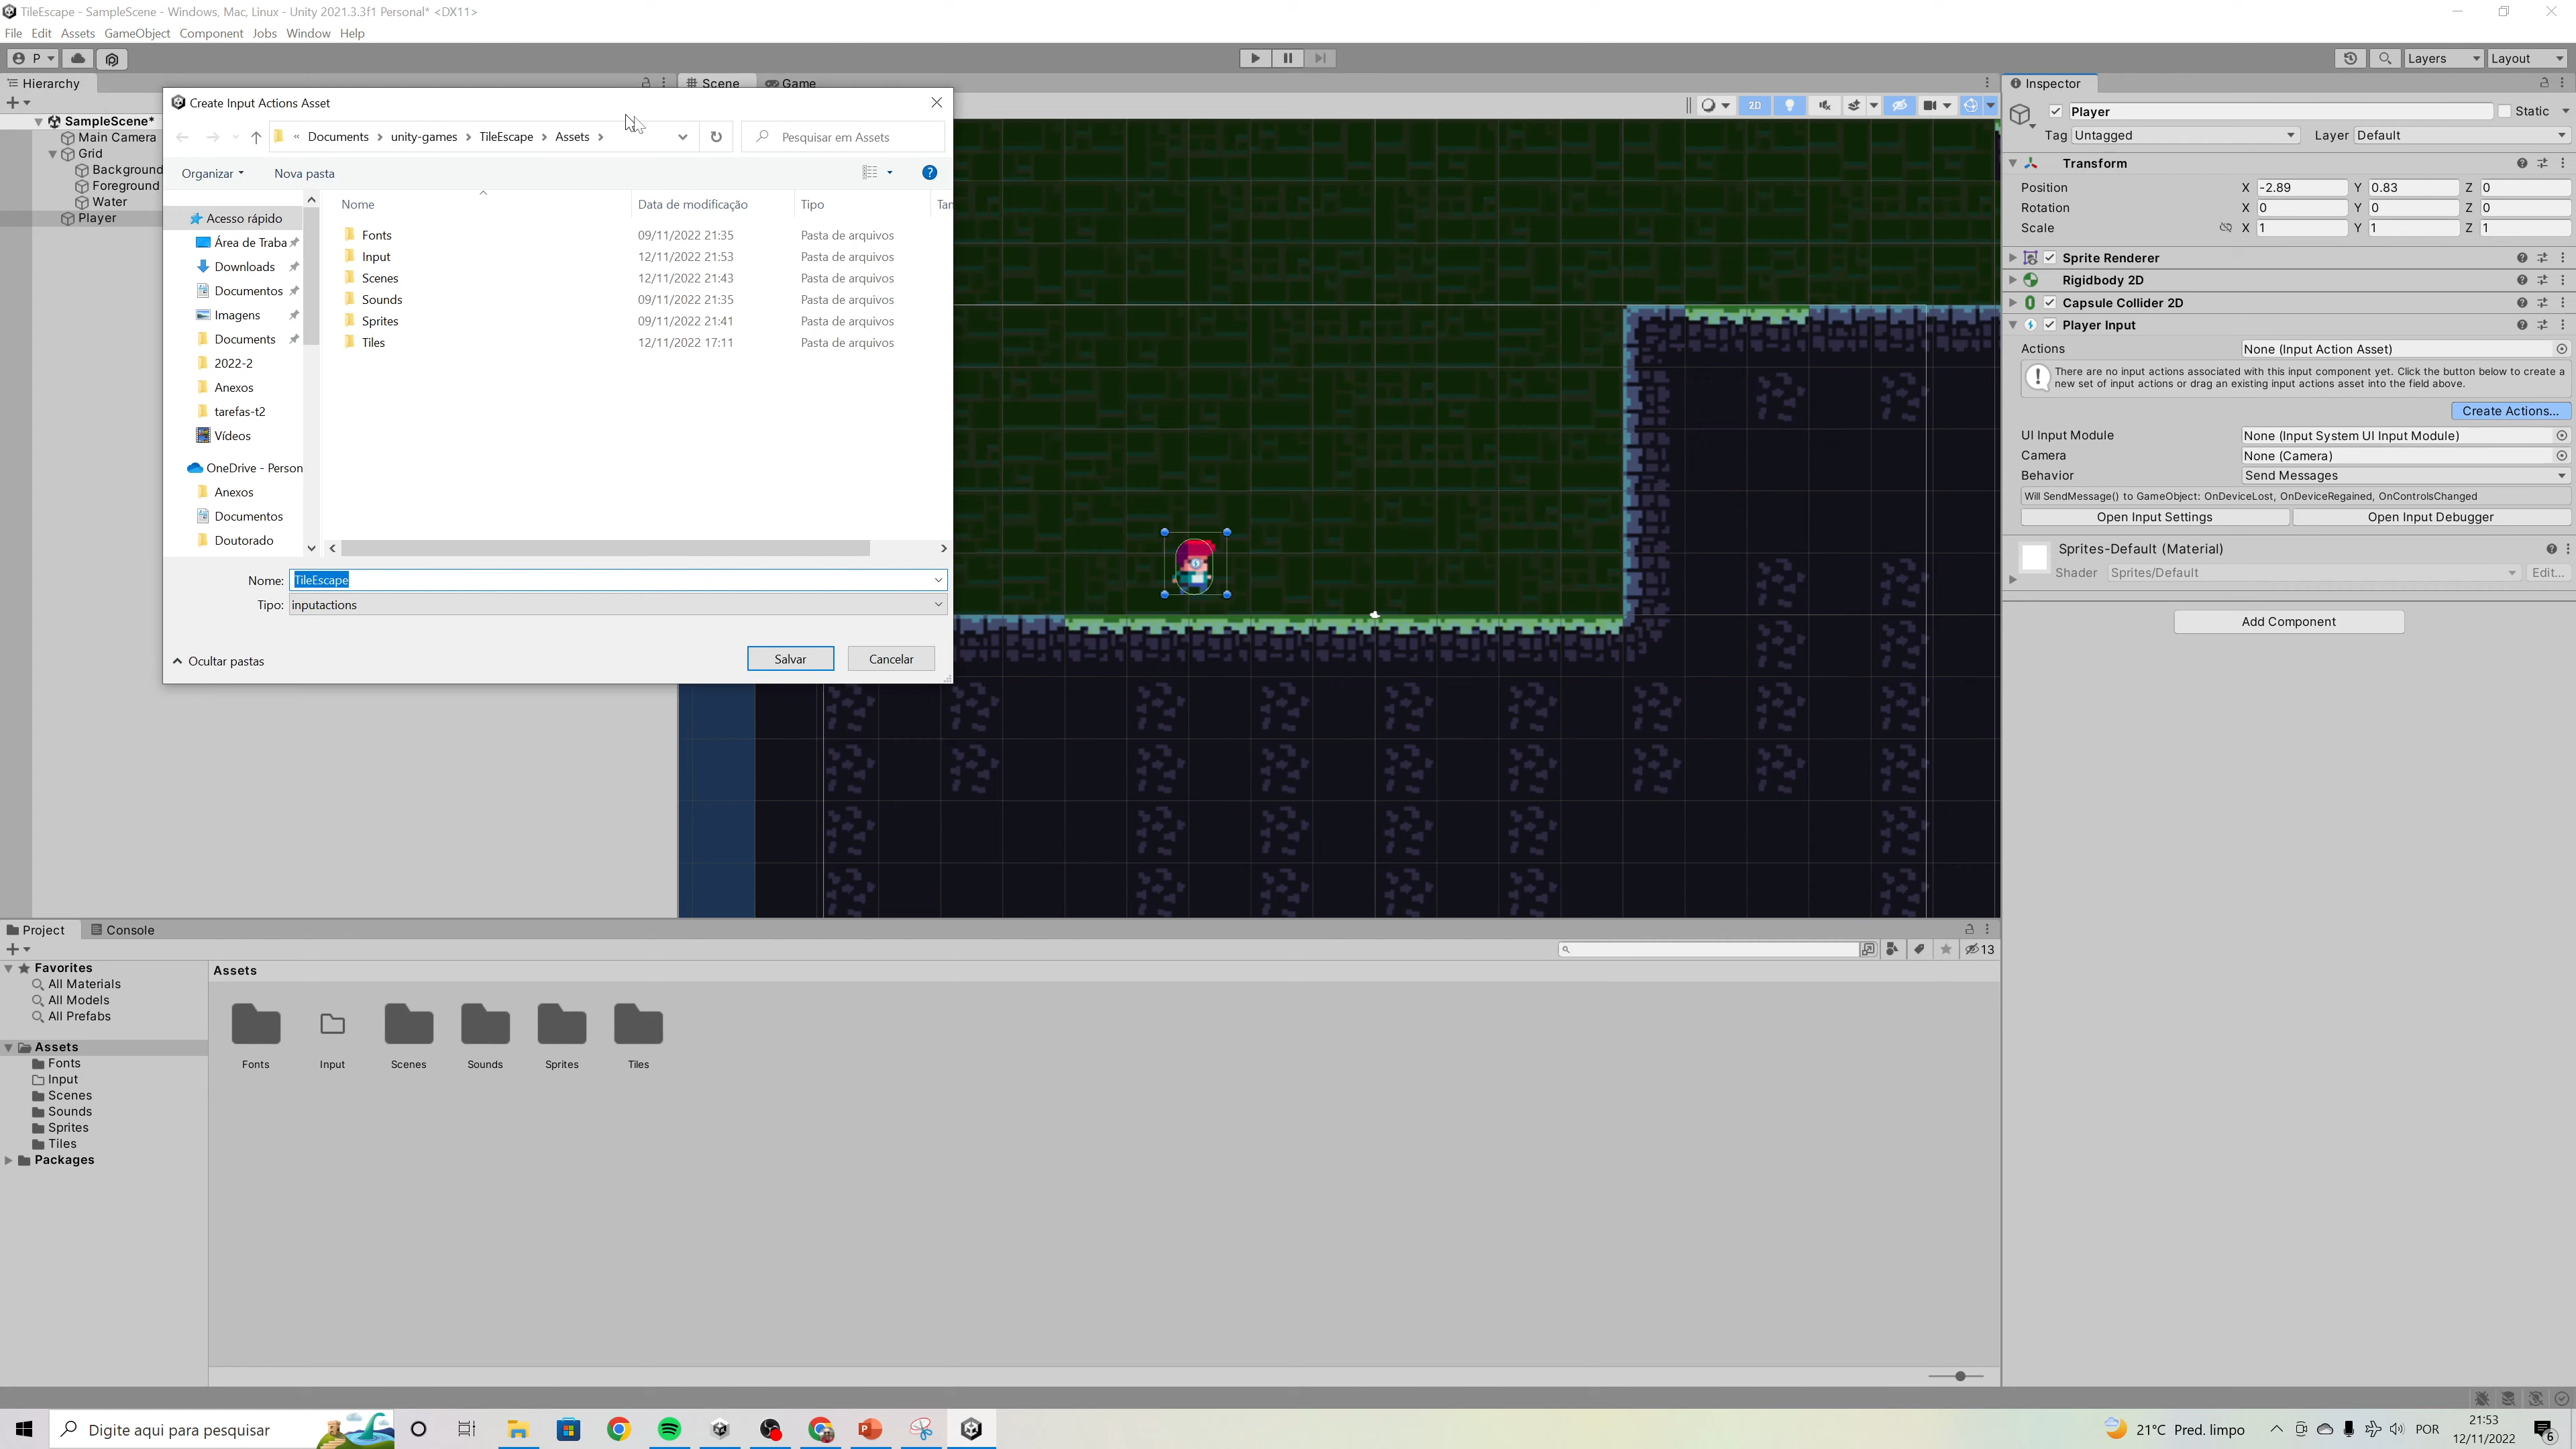 TileEscape - SampleScene - Windows, Mac, Linux - Unity 2021.3.3f1 Personal* <DX11>
File Edit Assets GameObject Component Jobs Window Help
P
Layers Layout
Hierarchy
Scene Game
Inspector
SampleScene*
Main Camera
Grid
Background
Foreground
Water
Player
Create Input Actions Asset
« Documents > unity-games > TileEscape > Assets >
Pesquisar em Assets
Organizar
Nova pasta
Nome Data de modificação Tipo Tar
Acesso rápido
Área de Traba
Downloads
Documentos
Imagens
Documents
2022-2
Anexos
tarefas-t2
Vídeos
OneDrive - Person
Anexos
Documentos
Doutorado
Fonts 09/11/2022 21:35 Pasta de arquivos
Input 12/11/2022 21:53 Pasta de arquivos
Scenes 12/11/2022 21:43 Pasta de arquivos
Sounds 09/11/2022 21:35 Pasta de arquivos
Sprites 09/11/2022 21:41 Pasta de arquivos
Tiles 12/11/2022 17:11 Pasta de arquivos
Nome: TileEscape
Tipo: inputactions
Ocultar pastas
Salvar
Cancelar
2D
Player
Static
Tag Untagged
Layer Default
Transform
Position X -2.89 Y 0.83 Z 0
Rotation X 0 Y 0 Z 0
Scale X 1 Y 1 Z 1
Sprite Renderer
Rigidbody 2D
Capsule Collider 2D
Player Input
Actions None (Input Action Asset)
There are no input actions associated with this input component yet. Click the button below to create a
new set of input actions or drag an existing input actions asset into the field above.
Create Actions...
UI Input Module None (Input System UI Input Module)
Camera None (Camera)
Behavior Send Messages
Will SendMessage() to GameObject: OnDeviceLost, OnDeviceRegained, OnControlsChanged
Open Input Settings Open Input Debugger
Sprites-Default (Material)
Shader Sprites/Default Edit...
Add Component
Project Console
13
Favorites
All Materials
All Models
All Prefabs
Assets
Fonts
Input
Scenes
Sounds
Sprites
Tiles
Packages
Assets
Fonts Input Scenes Sounds Sprites Tiles
Digite aqui para pesquisar
21°C Pred. limpo
POR
21:53
12/11/2022
6